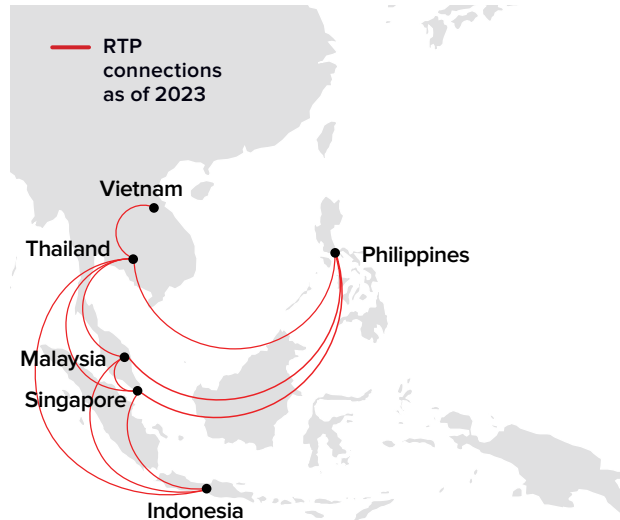 RTP
connections
as of 2023
Vietnam
Thailand
Philippines
Malaysia
Singapore
Indonesia